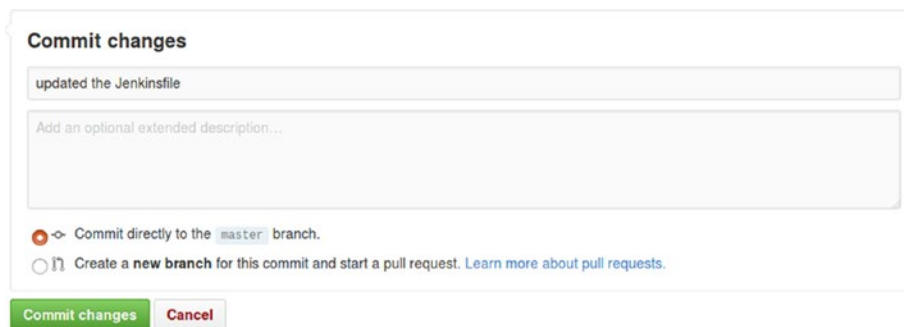 Commit changes
updated the Jenkinsfile
Add an optional extended description…
Commit directly to the master branch.
Create a new branch for this commit and start a pull request. Learn more about pull requests.
Commit changes Cancel